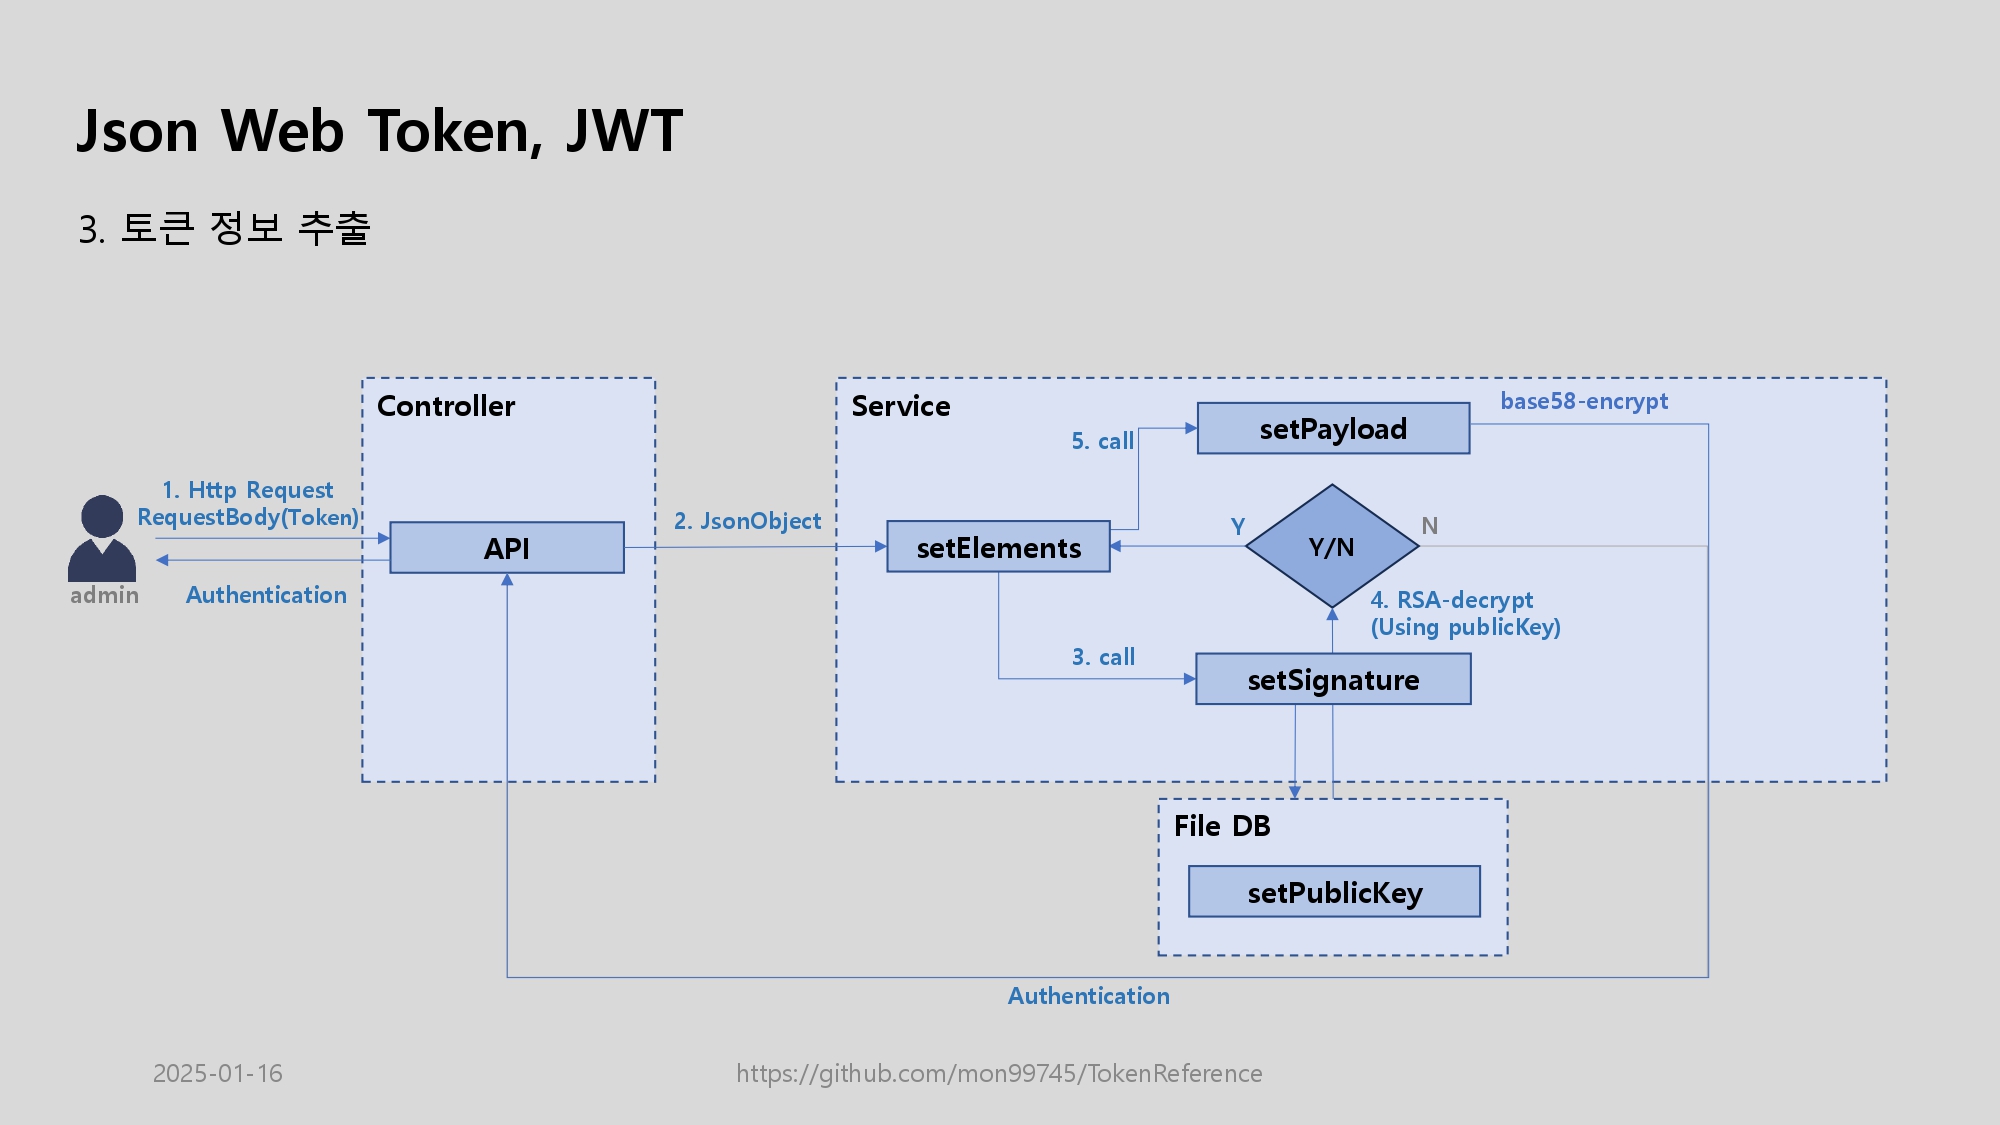 Json Web Token, JWT
3. 토큰 정보 추출
Controller
Service
base58-encrypt
setPayload
5. call
1. Http Request
RequestBody(Token)
2. JsonObject
API
setElements
Y
Y/N
N
admin
Authentication
4. RSA-decrypt
(Using publicKey)
3. call
setSignature
File DB
setPublicKey
Authentication
2025-01-16
https://github.com/mon99745/TokenReference